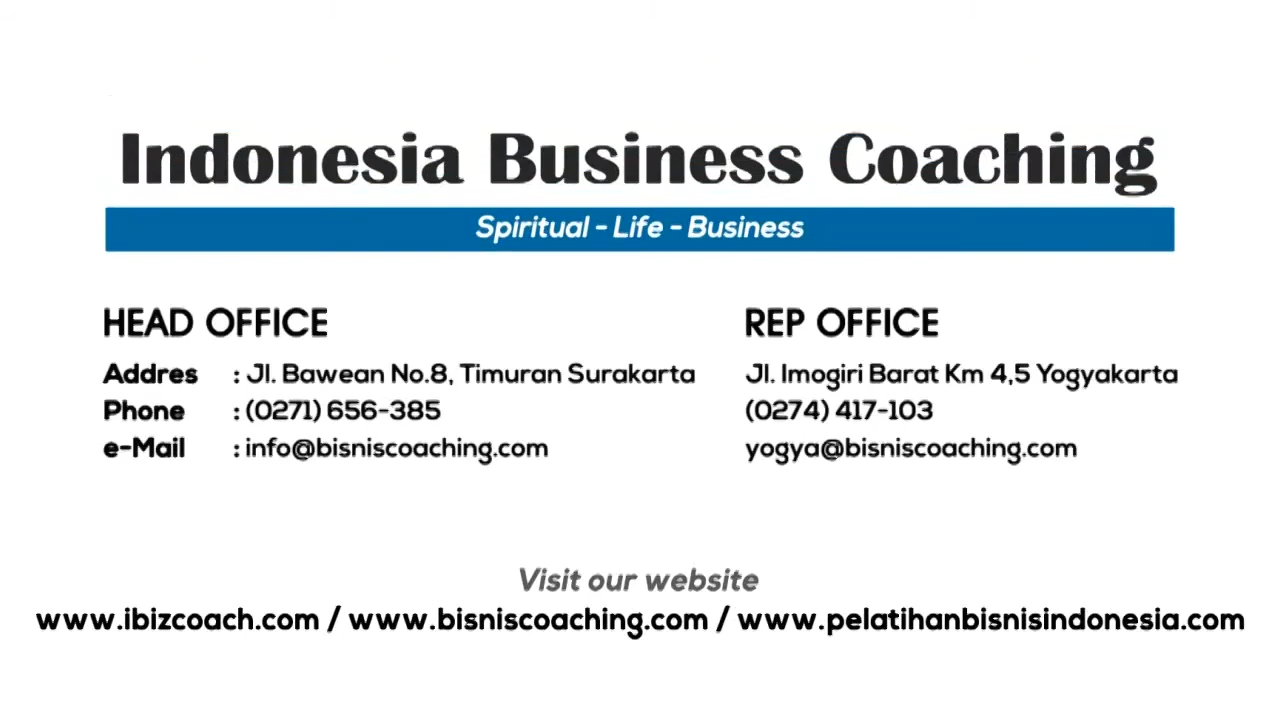 Indonesia Business Coaching
Spiritual - Life - Business
HEAD OFFICE
Addres : Jl. Bawean No.8, Timuran Surakarta
Phone : (0271) 656-385
e-Mail : info@bisniscoaching.com
REP OFFICE
Jl. Imogiri Barat Km 4,5 Yogyakarta
(0274) 417-103
yogya@bisniscoaching.com
Visit our website
www.ibizcoach.com / www.bisniscoaching.com / www.pelatihanbisnisindonesia.com